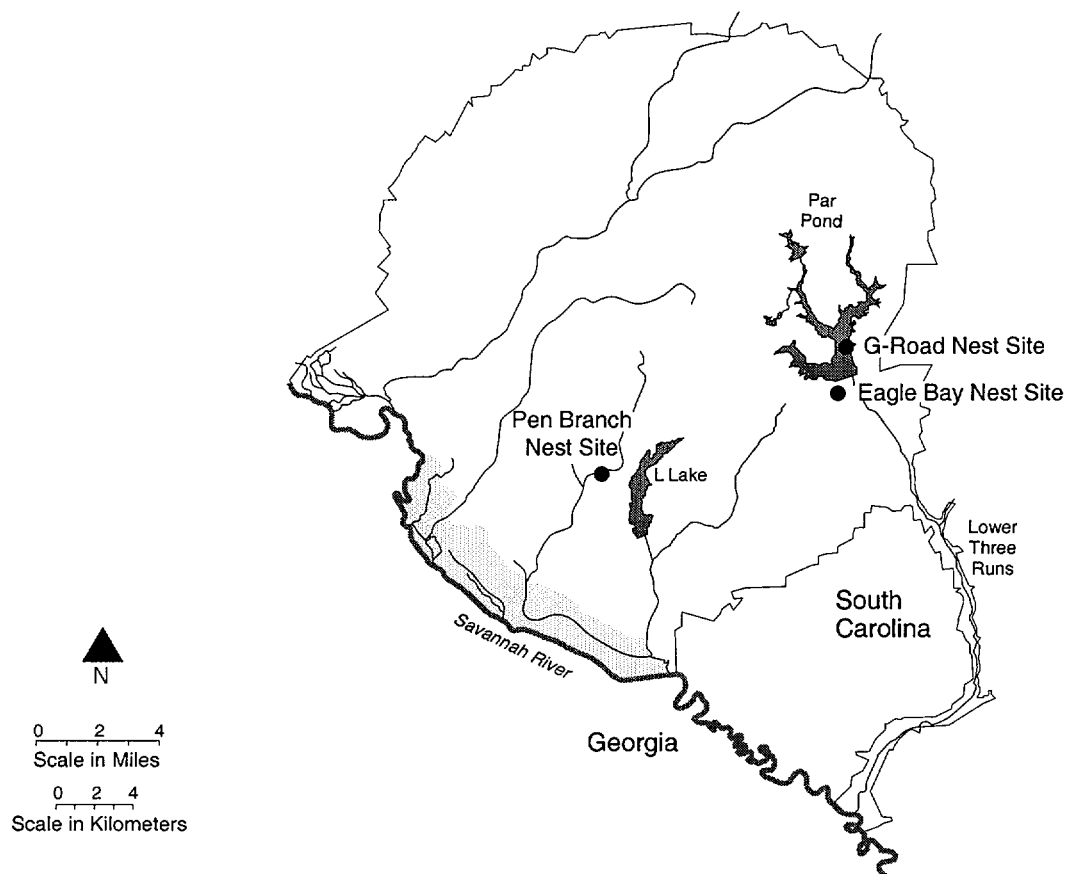 Par
Pond
G-Road Nest Site
Eagle Bay Nest Site
Pen Branch
Nest Site
L Lake
Lower
Three
Runs
South
Carolina
Savannah River
Georgia
N
0 2 4
Scale in Miles
0 2 4
Scale in Kilometers